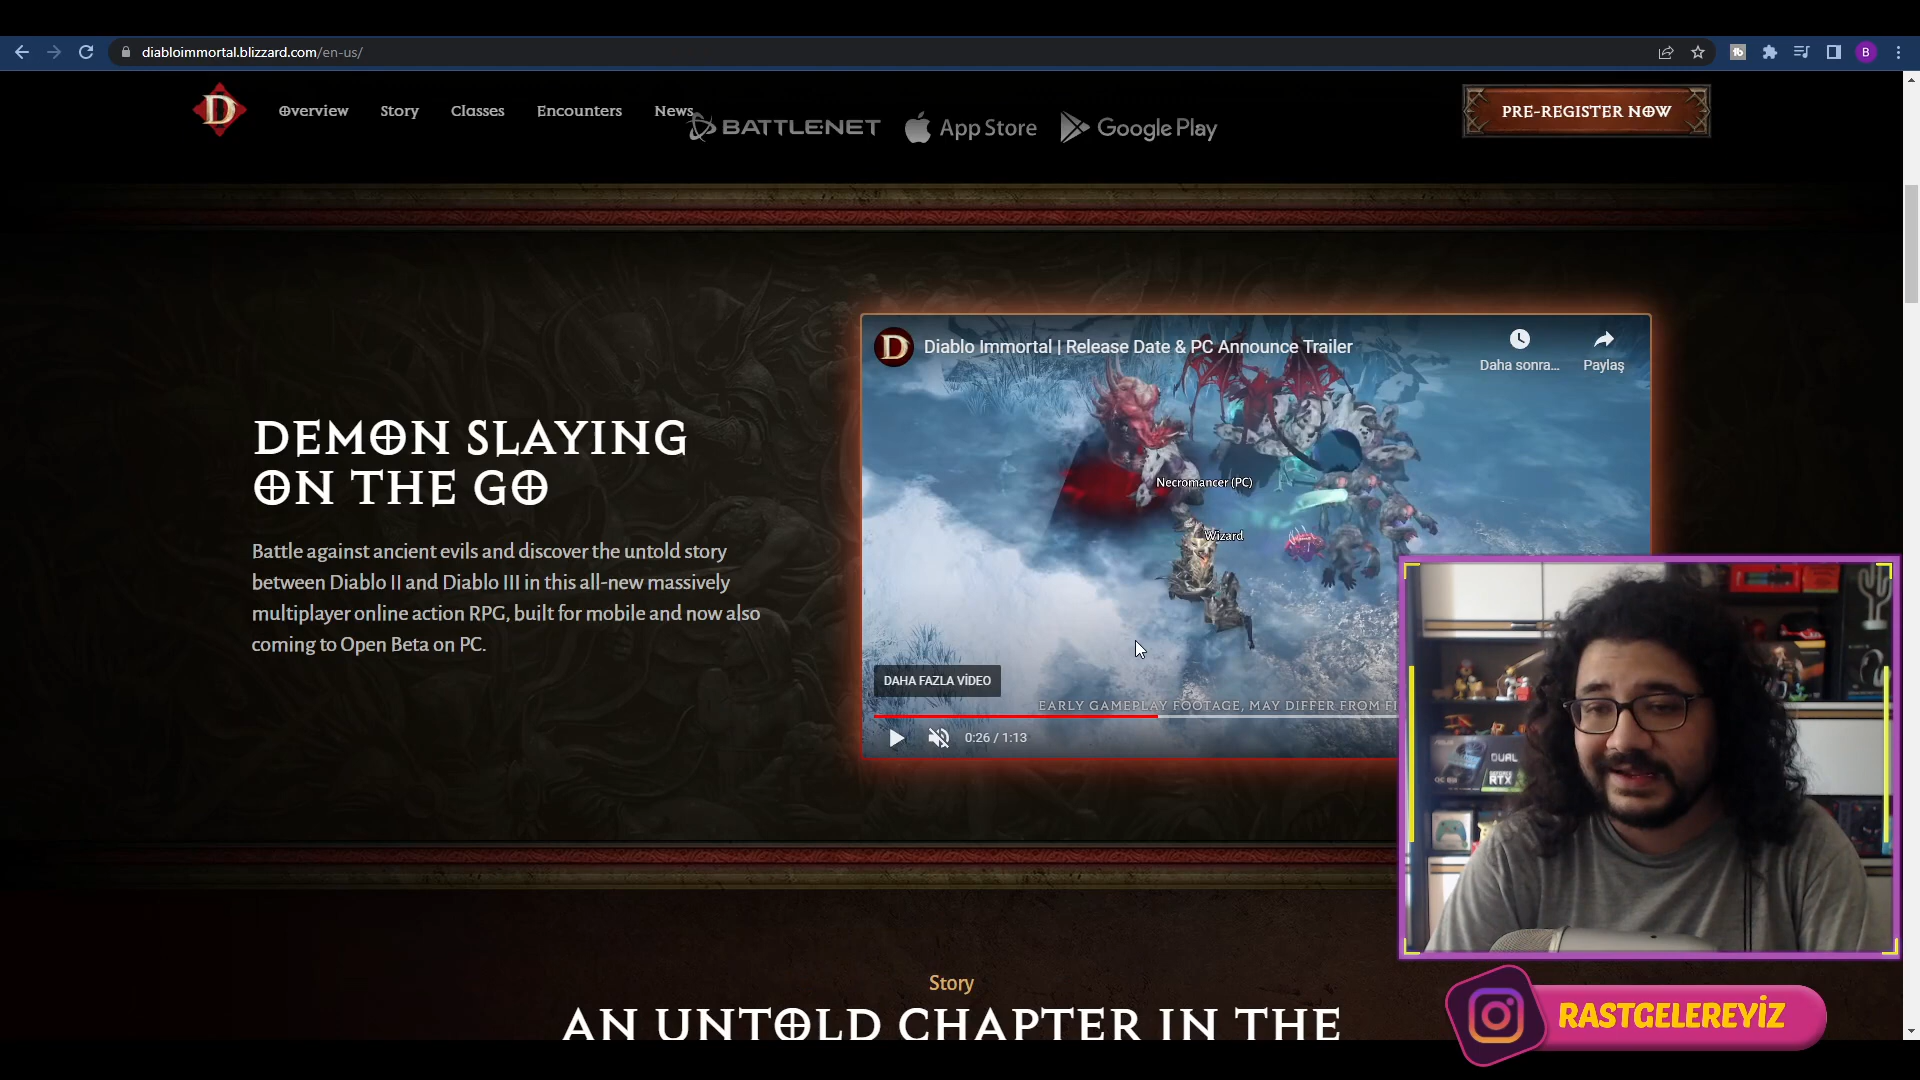 diabloimmortal.blizzard.com/en-us/
B
D
Overview
Story
Classes
Encounters
News
BATTLE.NET
App Store
Google Play
PRE-REGISTER NOW
D
Diablo Immortal | Release Date & PC Announce Trailer
Daha sonra...
Paylaş
DEMON SLAYING
ON THE GO
Necromancer (PC)
Wizard
Battle against ancient evils and discover the untold story
between Diablo II and Diablo III in this all-new massively
multiplayer online action RPG, built for mobile and now also
coming to Open Beta on PC.
DAHA FAZLA VİDEO
EARLY GAMEPLAY FOOTAGE, MAY DIFFER FROM FI
0:26 / 1:13
DUAL
RTX
Story
AN UNTOLD CHAPTER IN THE
RASTGELEREYİZ